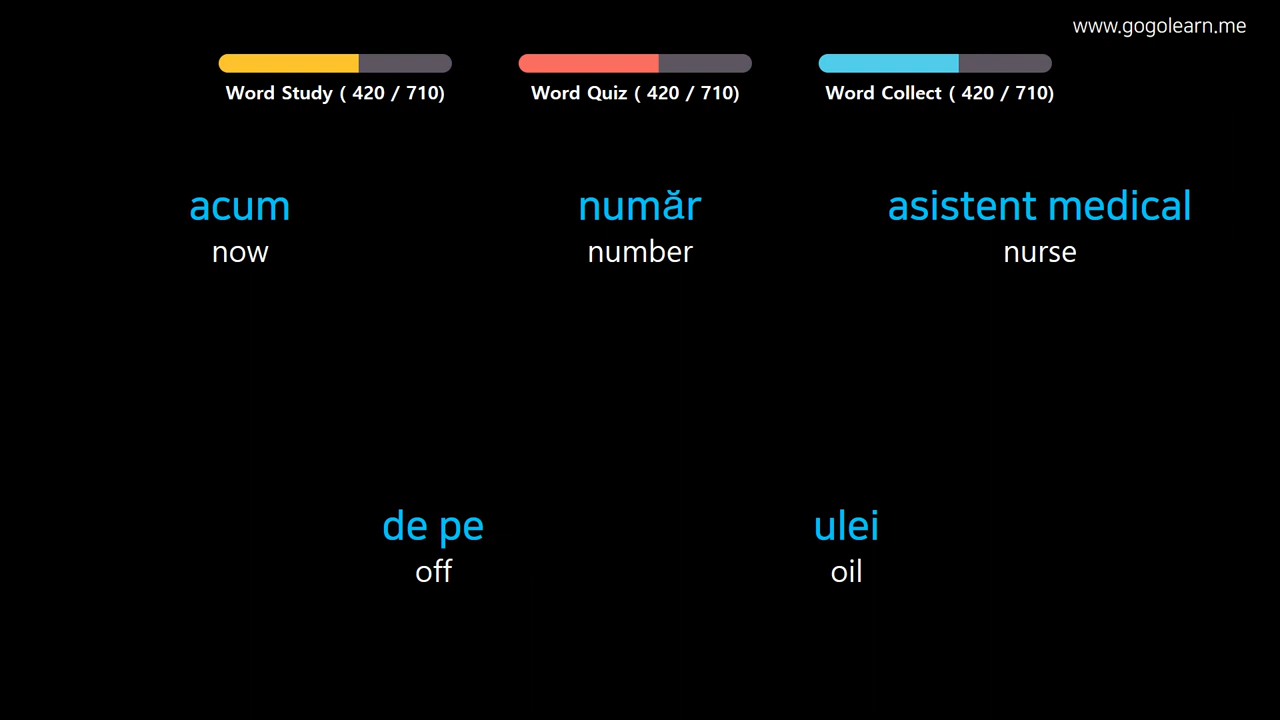 www.gogolearn.me
Word Study ( 420 / 710)
Word Quiz ( 420 / 710)
Word Collect ( 420 / 710)
acum
now
număr
number
asistent medical
nurse
de pe
off
ulei
oil